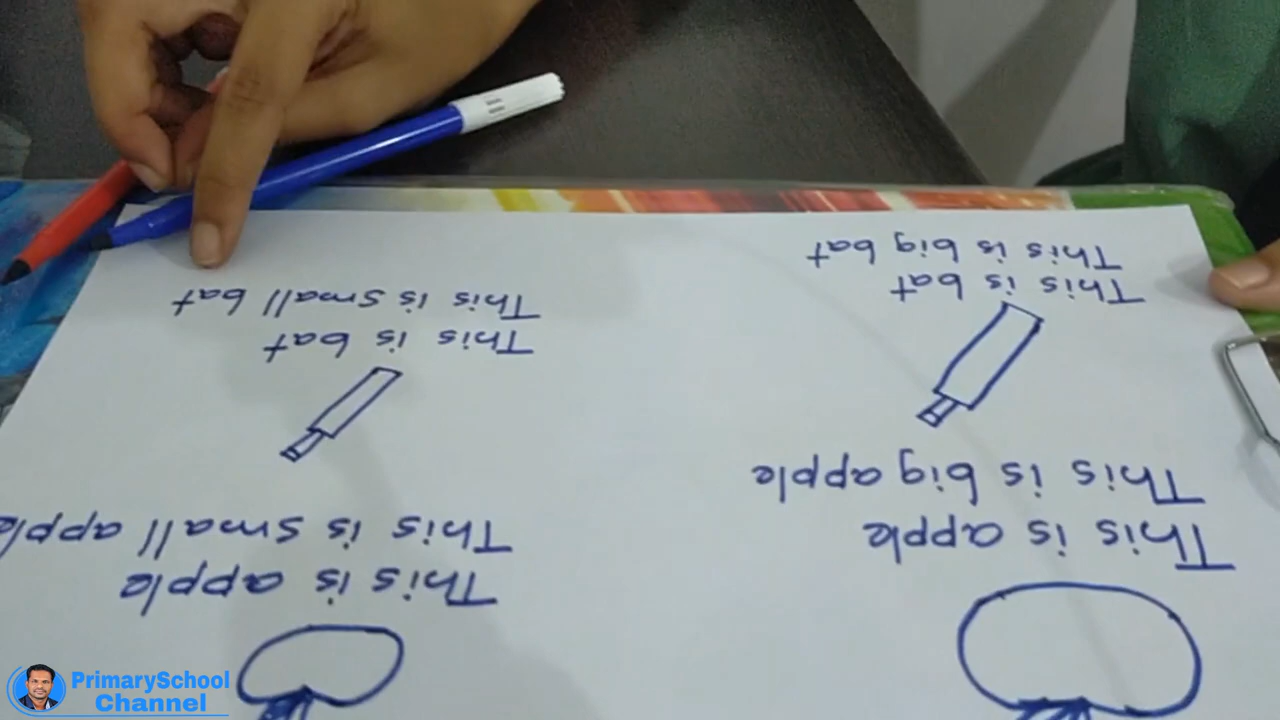 This is apple
This is big apple
This is bat
This is big bat
This is apple
This is small apple
This is bat
This is small bat
PrimarySchool
Channel